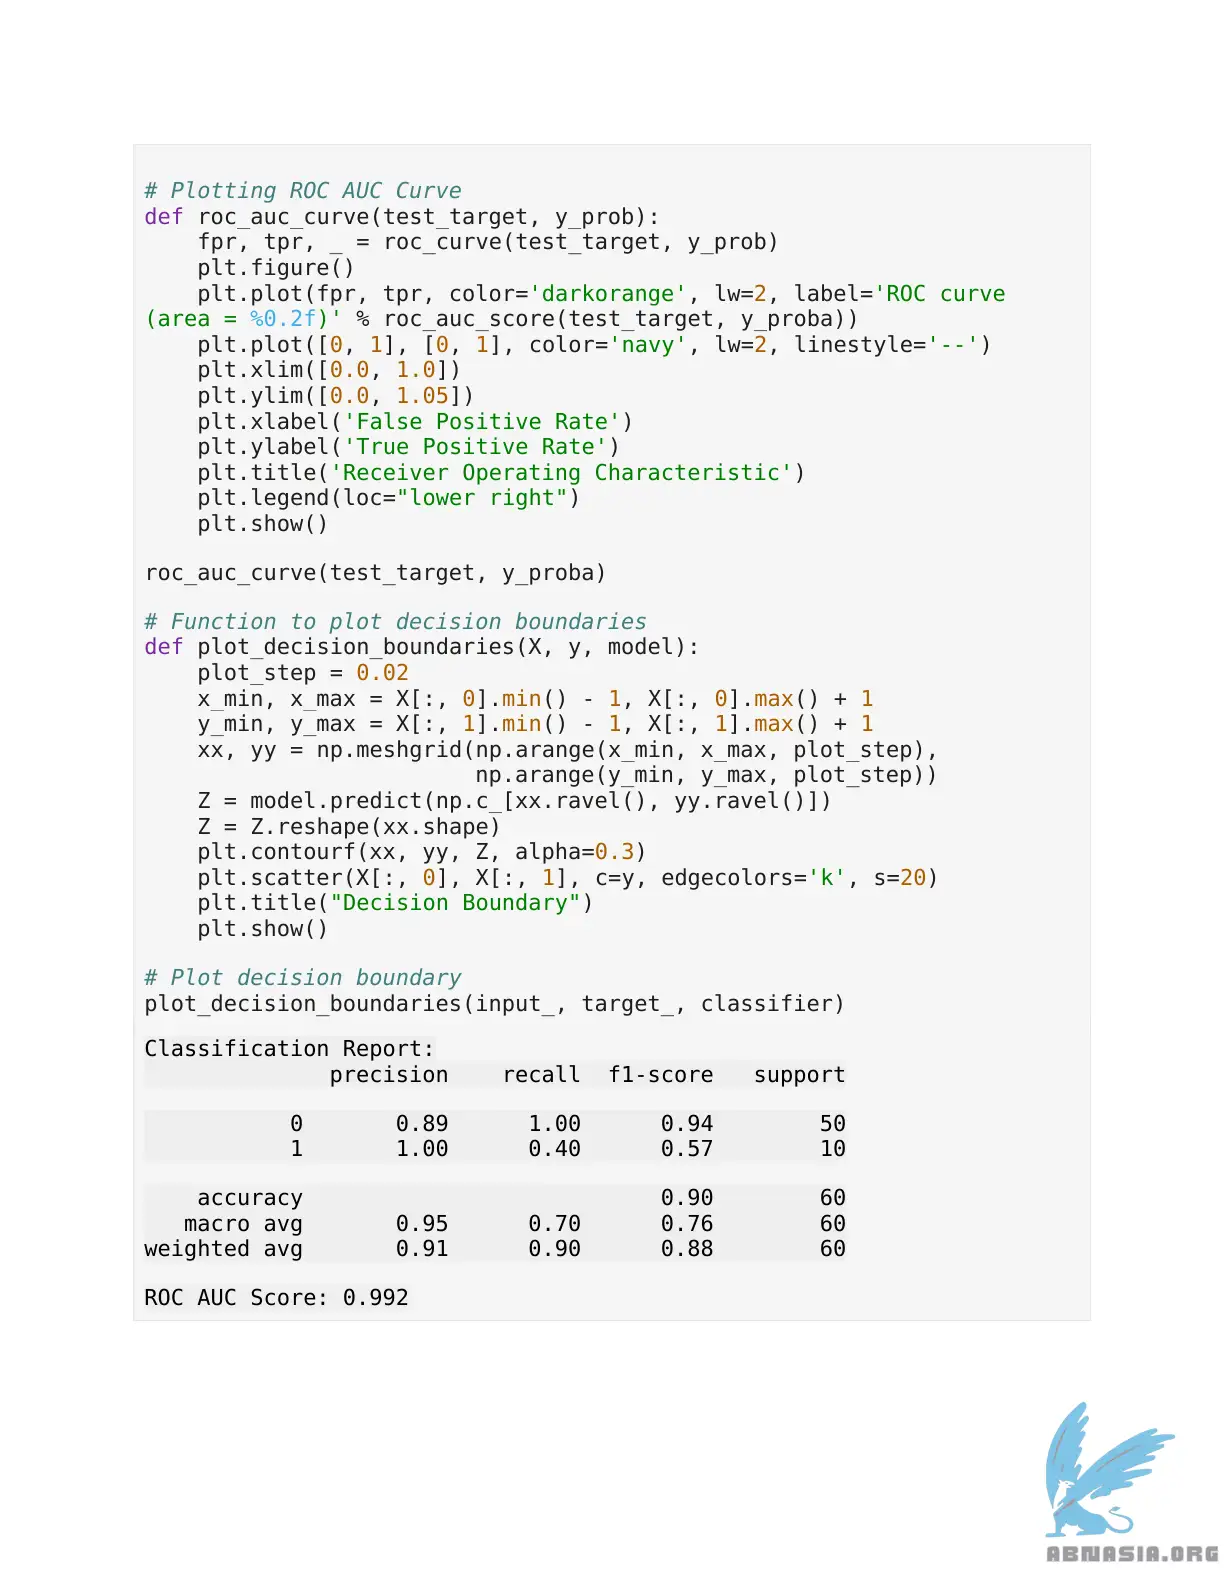 # Plotting ROC AUC Curve
def roc_auc_curve(test_target, y_prob):
    fpr, tpr, _ = roc_curve(test_target, y_prob)
    plt.figure()
    plt.plot(fpr, tpr, color='darkorange', lw=2, label='ROC curve
(area = %0.2f)' % roc_auc_score(test_target, y_proba))
    plt.plot([0, 1], [0, 1], color='navy', lw=2, linestyle='--')
    plt.xlim([0.0, 1.0])
    plt.ylim([0.0, 1.05])
    plt.xlabel('False Positive Rate')
    plt.ylabel('True Positive Rate')
    plt.title('Receiver Operating Characteristic')
    plt.legend(loc="lower right")
    plt.show()

roc_auc_curve(test_target, y_proba)

# Function to plot decision boundaries
def plot_decision_boundaries(X, y, model):
    plot_step = 0.02
    x_min, x_max = X[:, 0].min() - 1, X[:, 0].max() + 1
    y_min, y_max = X[:, 1].min() - 1, X[:, 1].max() + 1
    xx, yy = np.meshgrid(np.arange(x_min, x_max, plot_step),
                         np.arange(y_min, y_max, plot_step))
    Z = model.predict(np.c_[xx.ravel(), yy.ravel()])
    Z = Z.reshape(xx.shape)
    plt.contourf(xx, yy, Z, alpha=0.3)
    plt.scatter(X[:, 0], X[:, 1], c=y, edgecolors='k', s=20)
    plt.title("Decision Boundary")
    plt.show()

# Plot decision boundary
plot_decision_boundaries(input_, target_, classifier)
Classification Report:
              precision    recall  f1-score   support

           0       0.89      1.00      0.94        50
           1       1.00      0.40      0.57        10

    accuracy                           0.90        60
   macro avg       0.95      0.70      0.76        60
weighted avg       0.91      0.90      0.88        60

ROC AUC Score: 0.992
ABNASIA.ORG